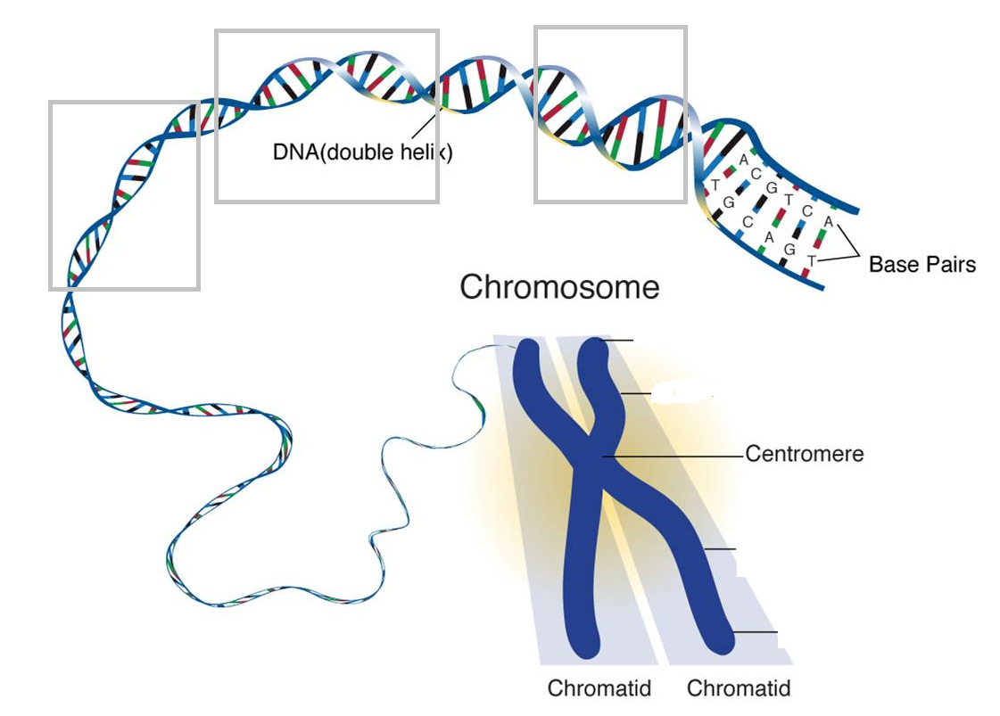 DNA(double helix)
A
C
G
T
C
A
T
G
C
A
G
T
Base Pairs
Chromosome
Centromere
Chromatid Chromatid